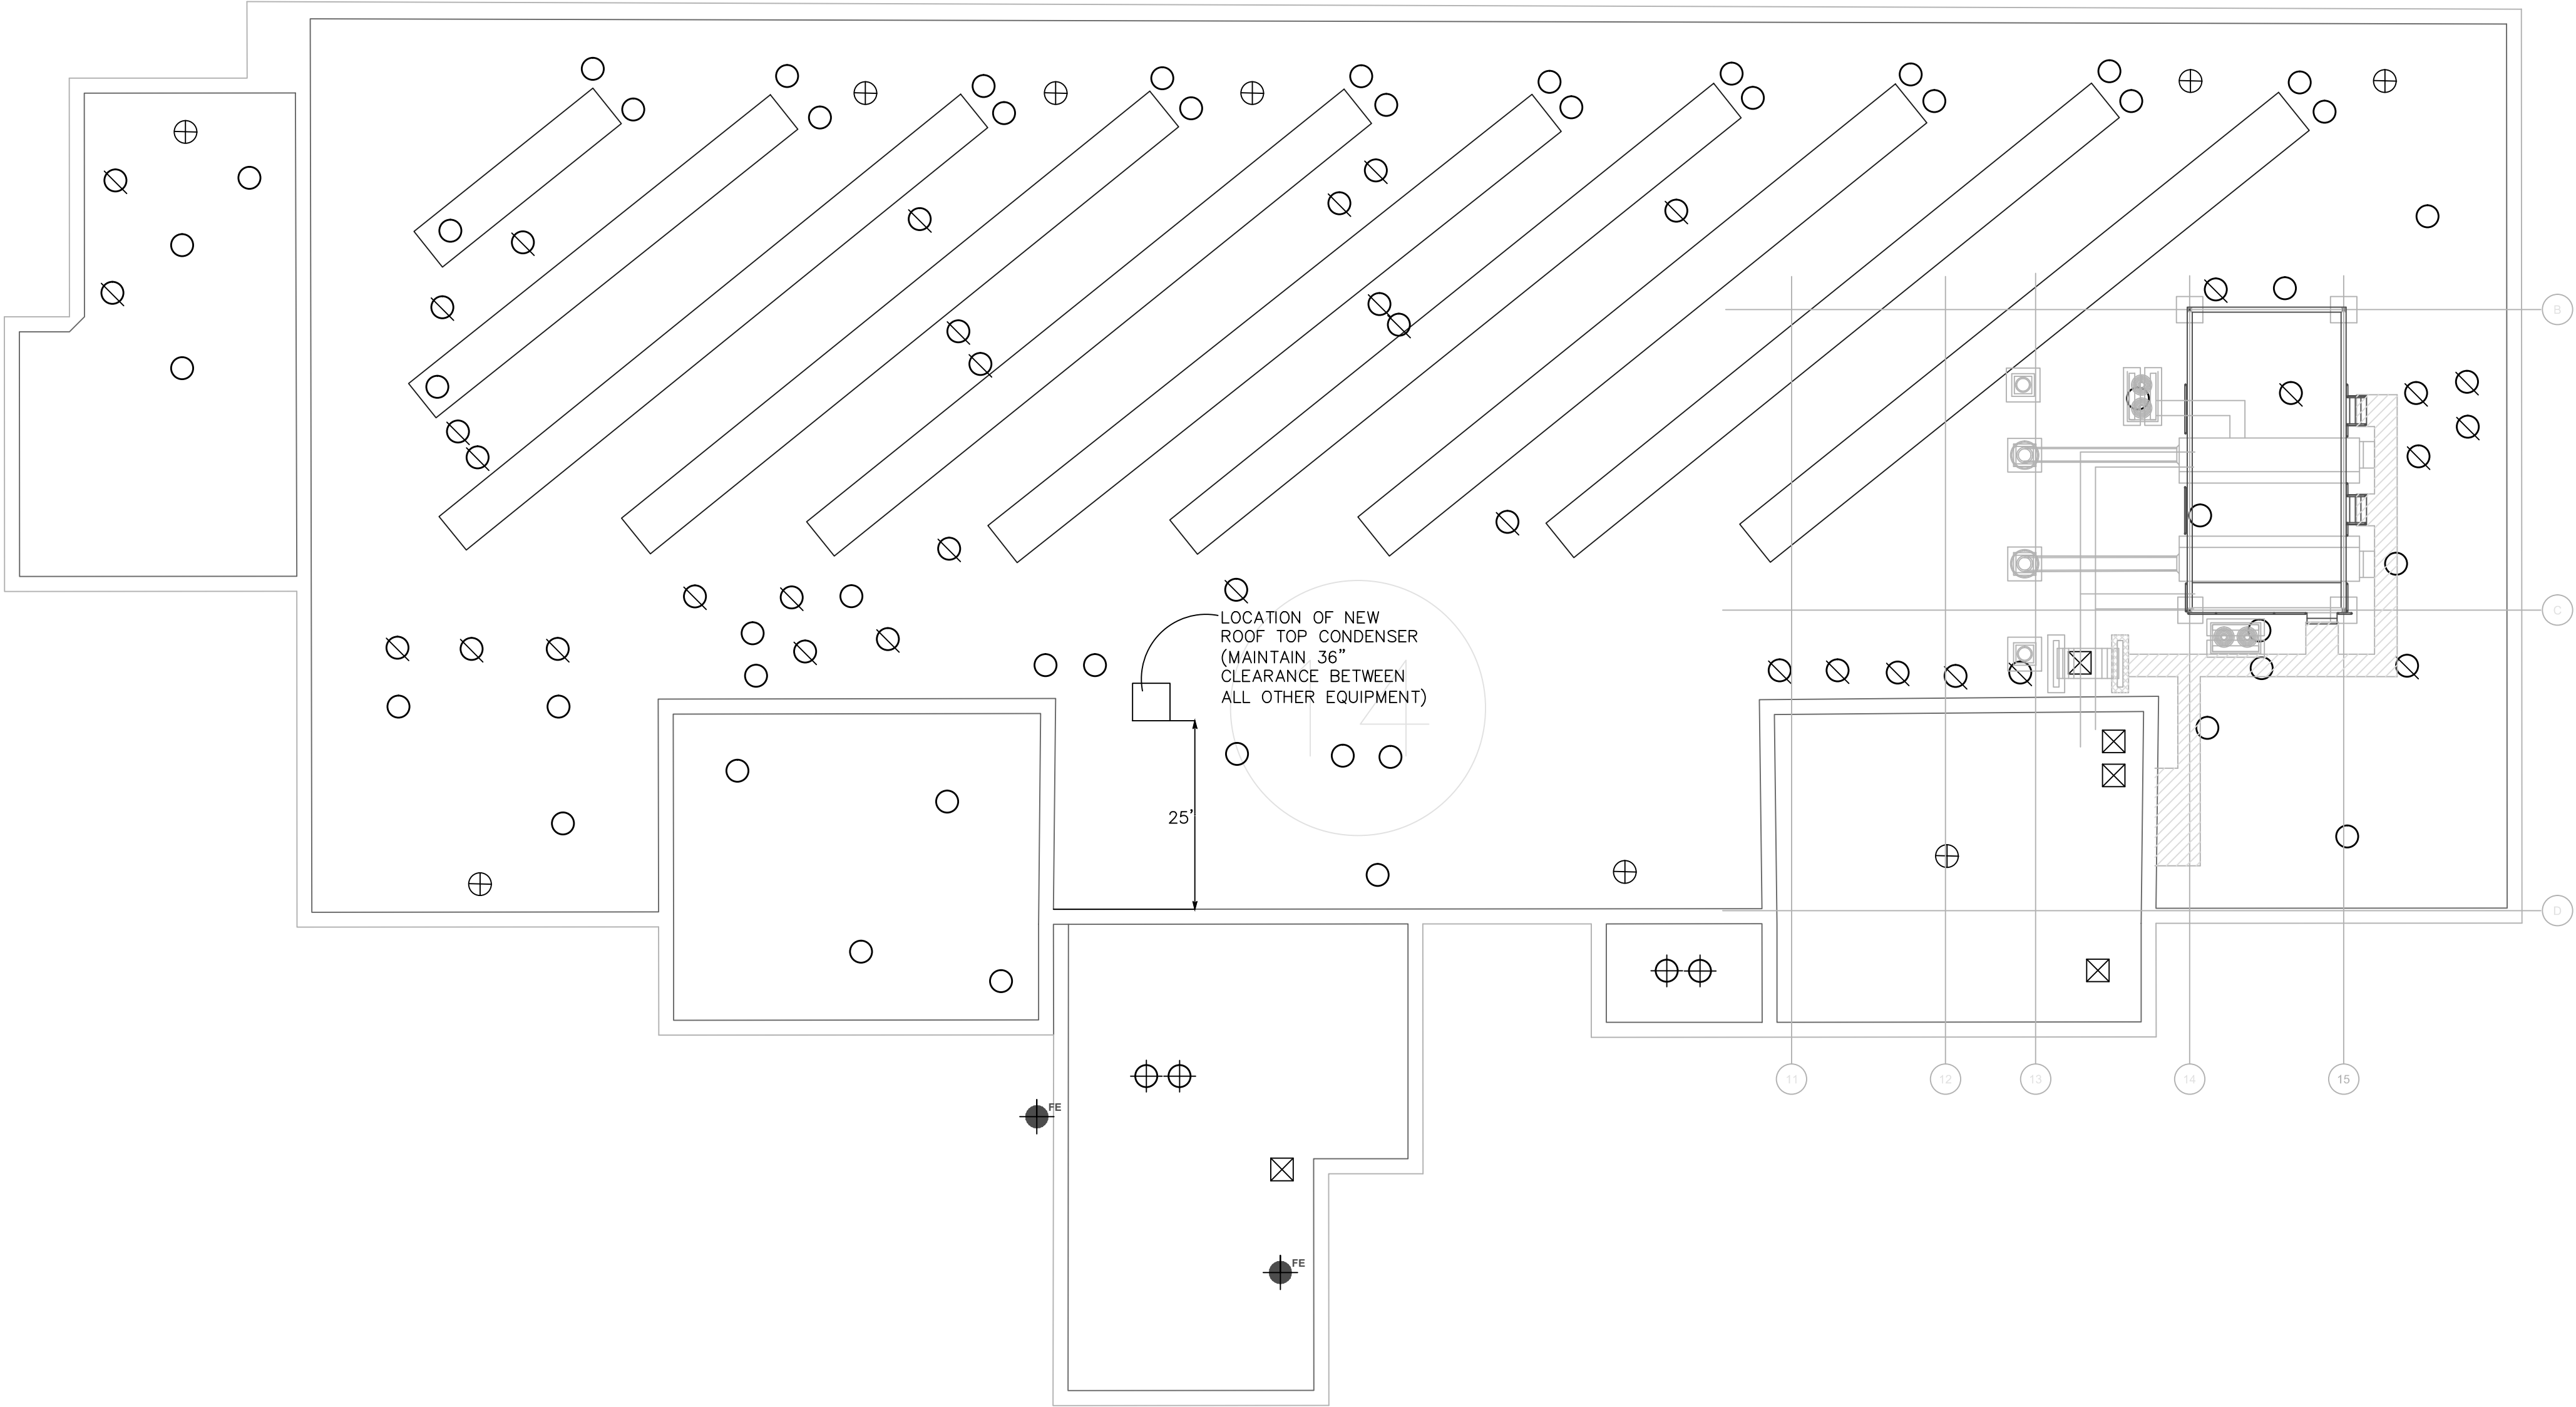 B
LOCATION OF NEW
ROOF TOP CONDENSER
(MAINTAIN 36”
CLEARANCE BETWEEN
ALL OTHER EQUIPMENT)
C
14
25'
D
11
12
13
14
15
FE
FE